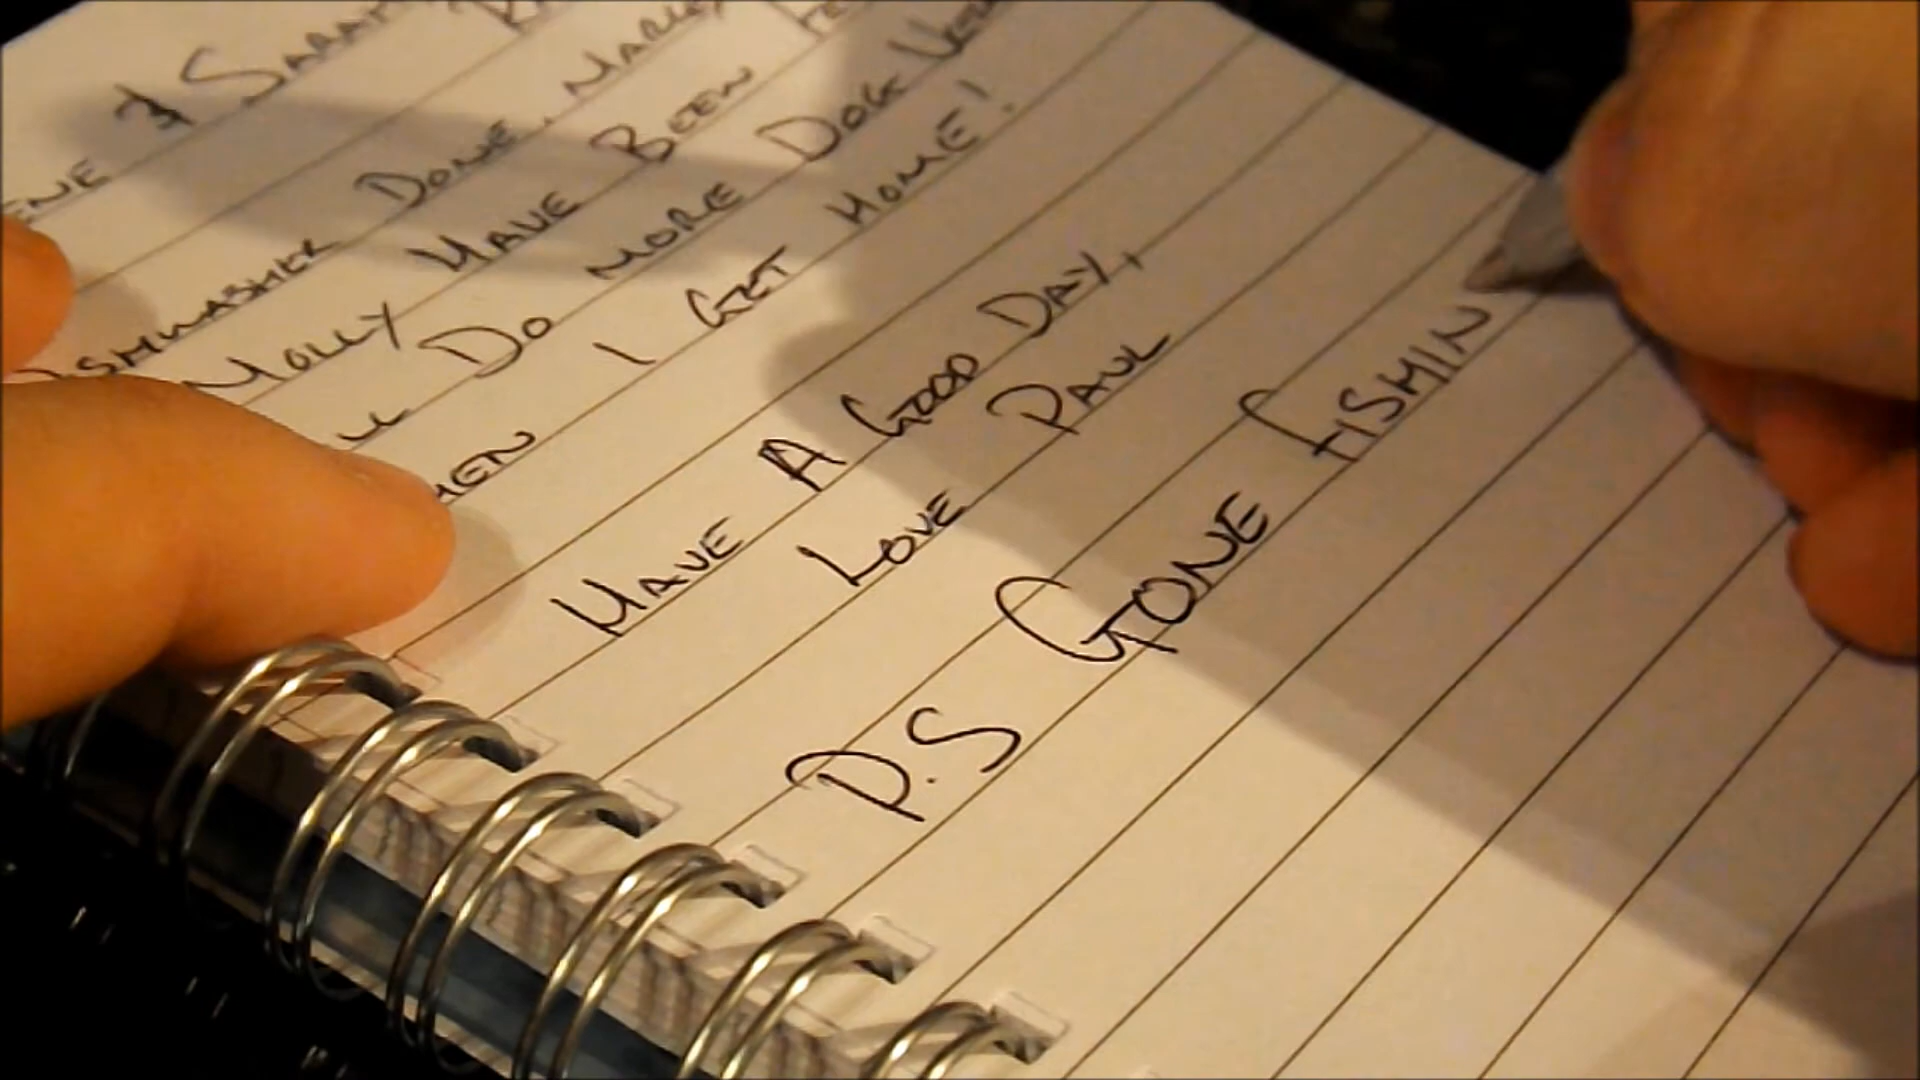 & SARAH
DISHWASHER DONE. MARLEY
MOLLY HAVE BEEN FED
DO MORE DOG
WHEN I GET HOME!
HAVE A GOOD DAY,
LOVE PAUL
P.S GONE FISHIN